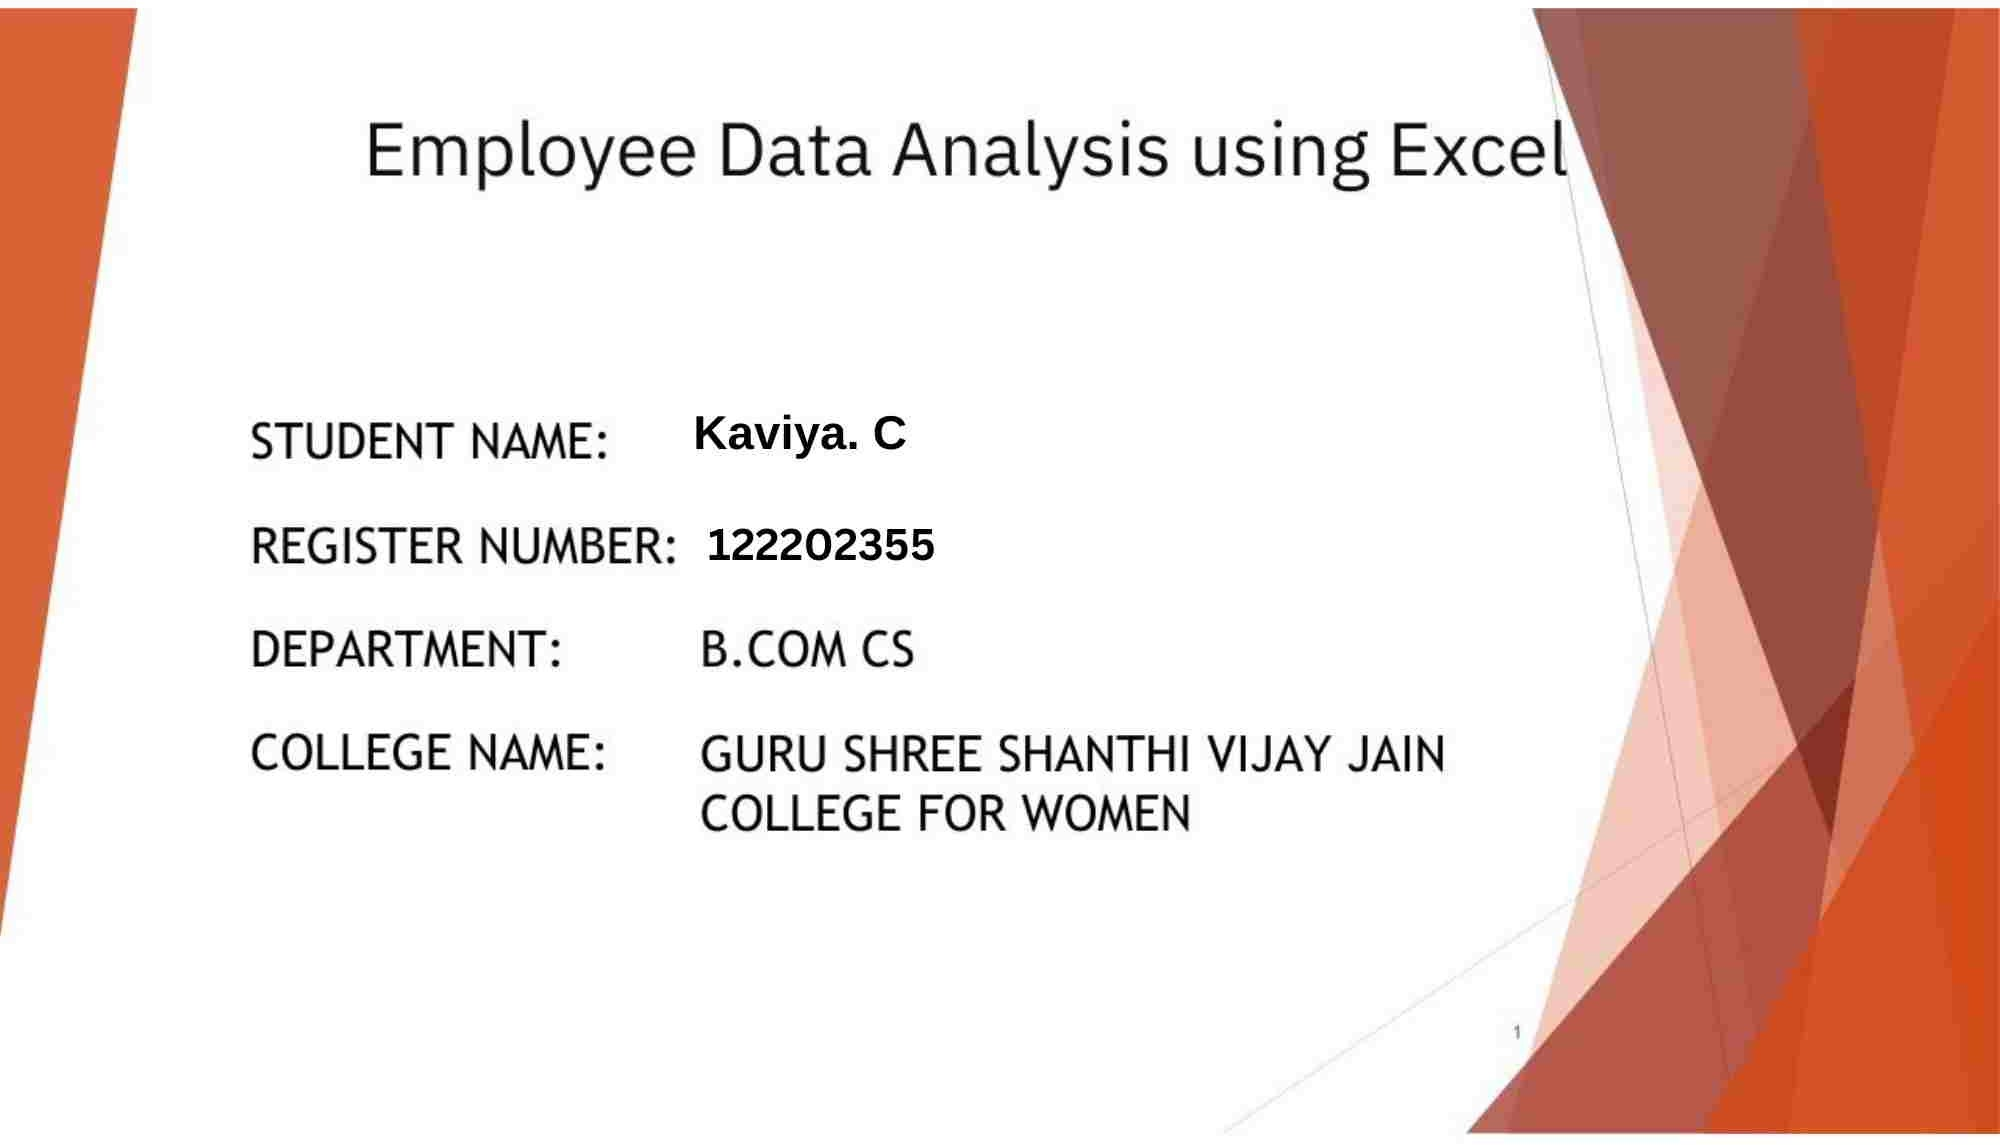 Employee Data Analysis using Excel
STUDENT NAME: Kaviya. C
REGISTER NUMBER: 122202355
DEPARTMENT: B.COM CS
COLLEGE NAME: GURU SHREE SHANTHI VIJAY JAIN
COLLEGE FOR WOMEN
1